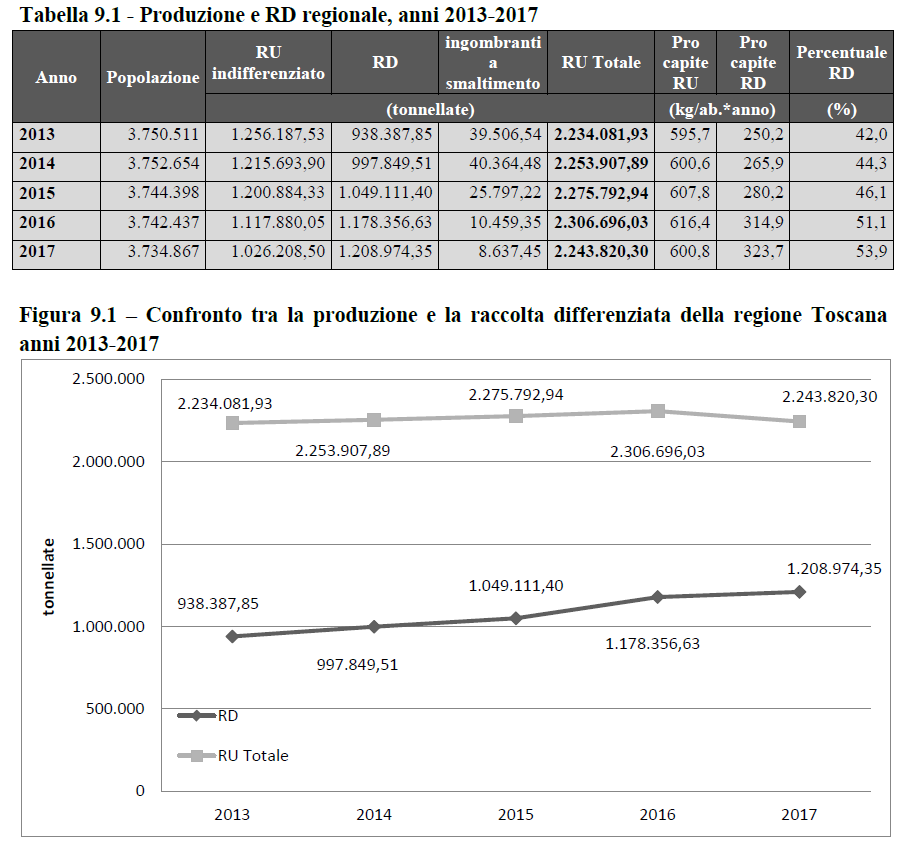 Tabella 9.1 - Produzione e RD regionale, anni 2013-2017
Anno Popolazione RU indifferenziato RD ingombranti a smaltimento RU Totale Pro capite RU Pro capite RD Percentuale RD
(tonnellate) (kg/ab.*anno) (%)
2013 3.750.511 1.256.187,53 938.387,85 39.506,54 2.234.081,93 595,7 250,2 42,0
2014 3.752.654 1.215.693,90 997.849,51 40.364,48 2.253.907,89 600,6 265,9 44,3
2015 3.744.398 1.200.884,33 1.049.111,40 25.797,22 2.275.792,94 607,8 280,2 46,1
2016 3.742.437 1.117.880,05 1.178.356,63 10.459,35 2.306.696,03 616,4 314,9 51,1
2017 3.734.867 1.026.208,50 1.208.974,35 8.637,45 2.243.820,30 600,8 323,7 53,9
Figura 9.1 – Confronto tra la produzione e la raccolta differenziata della regione Toscana
anni 2013-2017
2.500.000
2.234.081,93 2.275.792,94 2.243.820,30
2.253.907,89 2.306.696,03
2.000.000
1.500.000
tonnellate
1.208.974,35
938.387,85 1.049.111,40
1.000.000
997.849,51 1.178.356,63
500.000
RD
RU Totale
0
2013 2014 2015 2016 2017